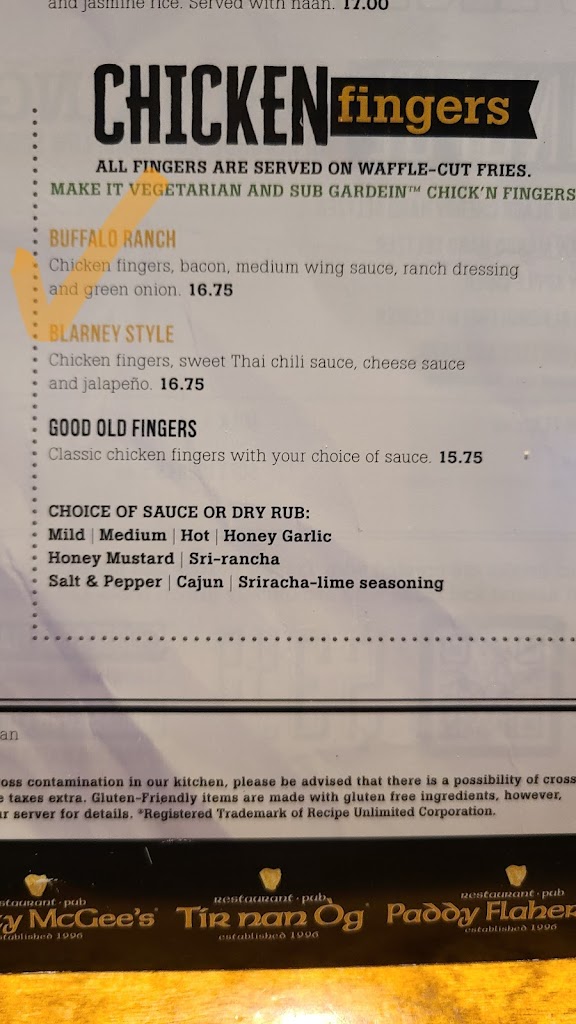 and jasmine rice. Served with naan. 17.00
CHICKEN fingers
ALL FINGERS ARE SERVED ON WAFFLE-CUT FRIES.
MAKE IT VEGETARIAN AND SUB GARDEIN™ CHICK'N FINGERS
BUFFALO RANCH
Chicken fingers, bacon, medium wing sauce, ranch dressing
and green onion. 16.75
BLARNEY STYLE
Chicken fingers, sweet Thai chili sauce, cheese sauce
and jalapeño. 16.75
GOOD OLD FINGERS
Classic chicken fingers with your choice of sauce. 15.75
CHOICE OF SAUCE OR DRY RUB:
Mild | Medium | Hot | Honey Garlic
Honey Mustard | Sri-rancha
Salt & Pepper | Cajun | Sriracha-lime seasoning
an
oss contamination in our kitchen, please be advised that there is a possibility of cross
e taxes extra. Gluten-Friendly items are made with gluten free ingredients, however,
ur server for details. *Registered Trademark of Recipe Unlimited Corporation.
staurant · pub restaurant · pub restaurant · pub
y McGee's Tír nan Óg Paddy Flaher
stablished 1996 established 1996 established 1996